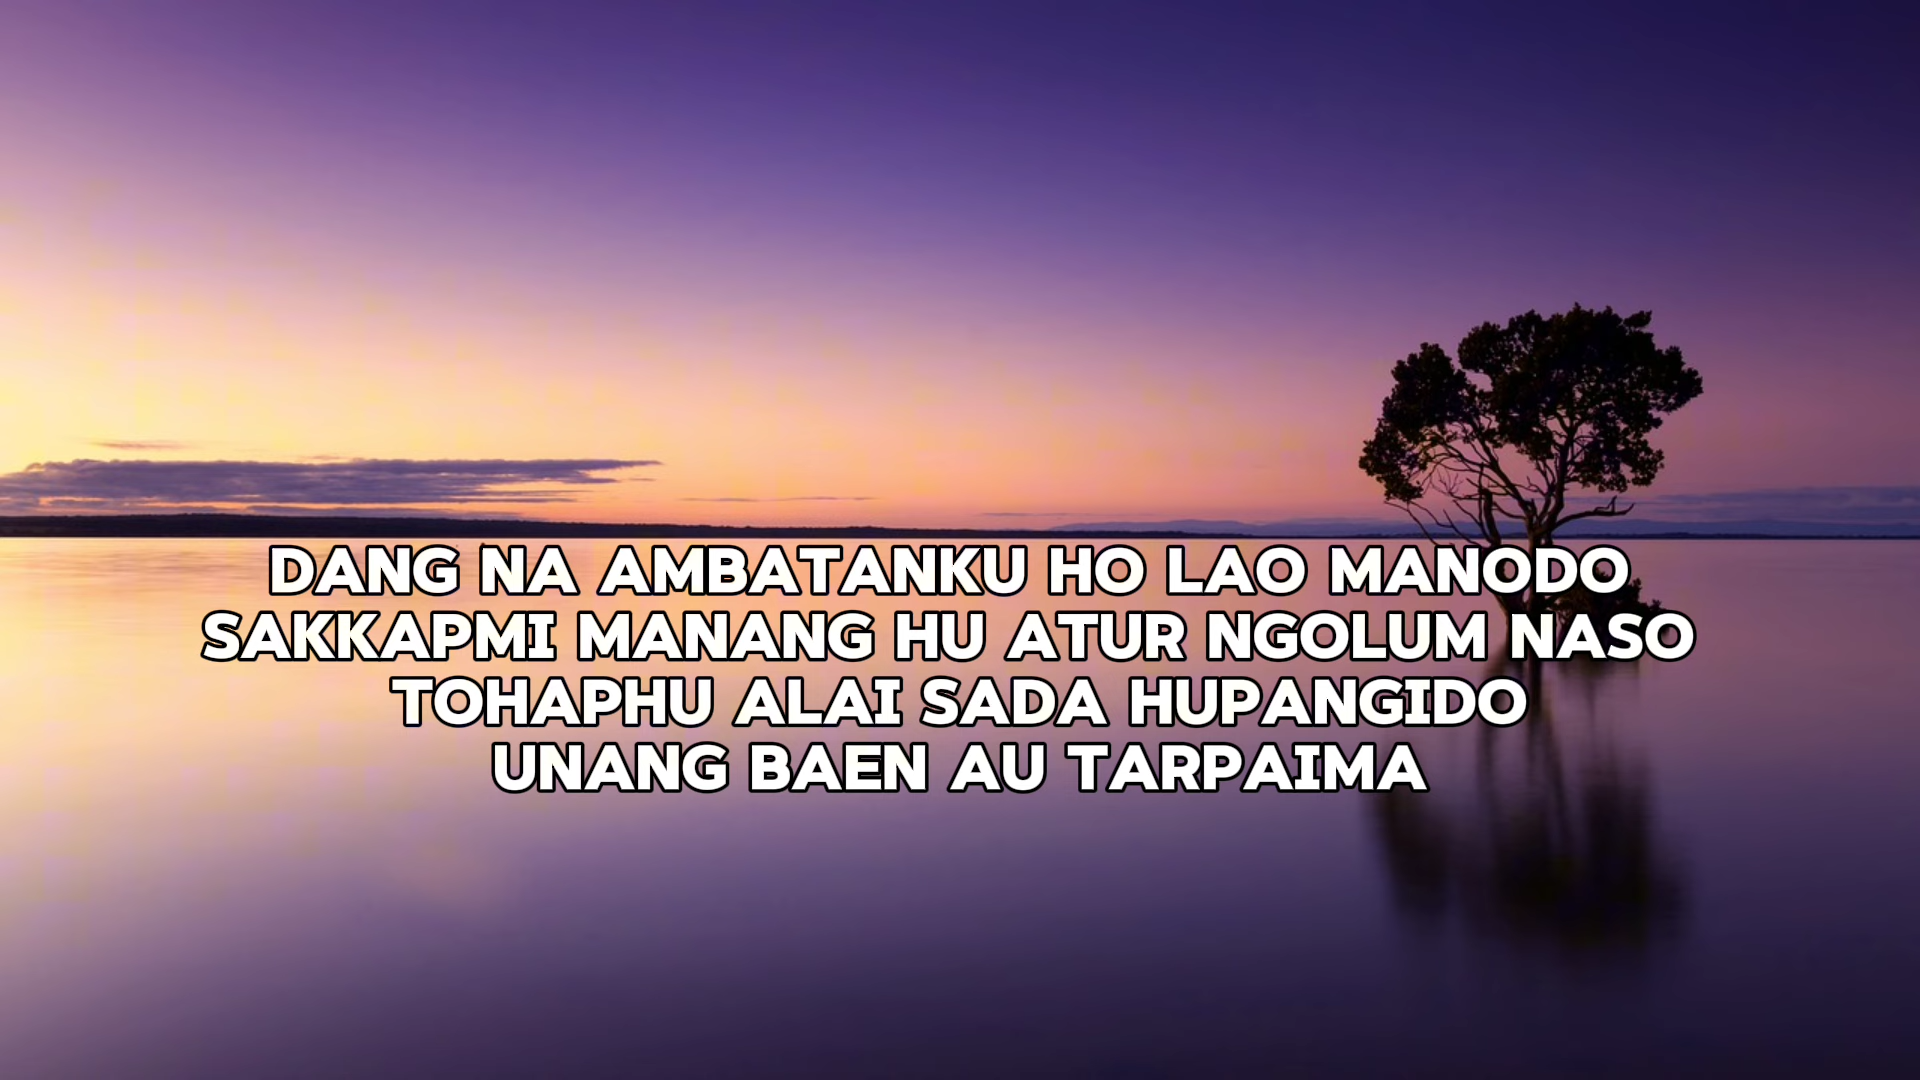 DANG NA AMBATANKU HO LAO MANODO
SAKKAPMI MANANG HU ATUR NGOLUM NASO
TOHAPHU ALAI SADA HUPANGIDO
UNANG BAEN AU TARPAIMA